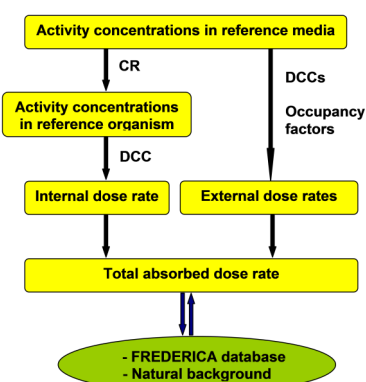 Activity concentrations in reference media
CR
DCCs
Occupancy
factors
Activity concentrations
in reference organism
DCC
Internal dose rate
External dose rates
Total absorbed dose rate
- FREDERICA database
- Natural background